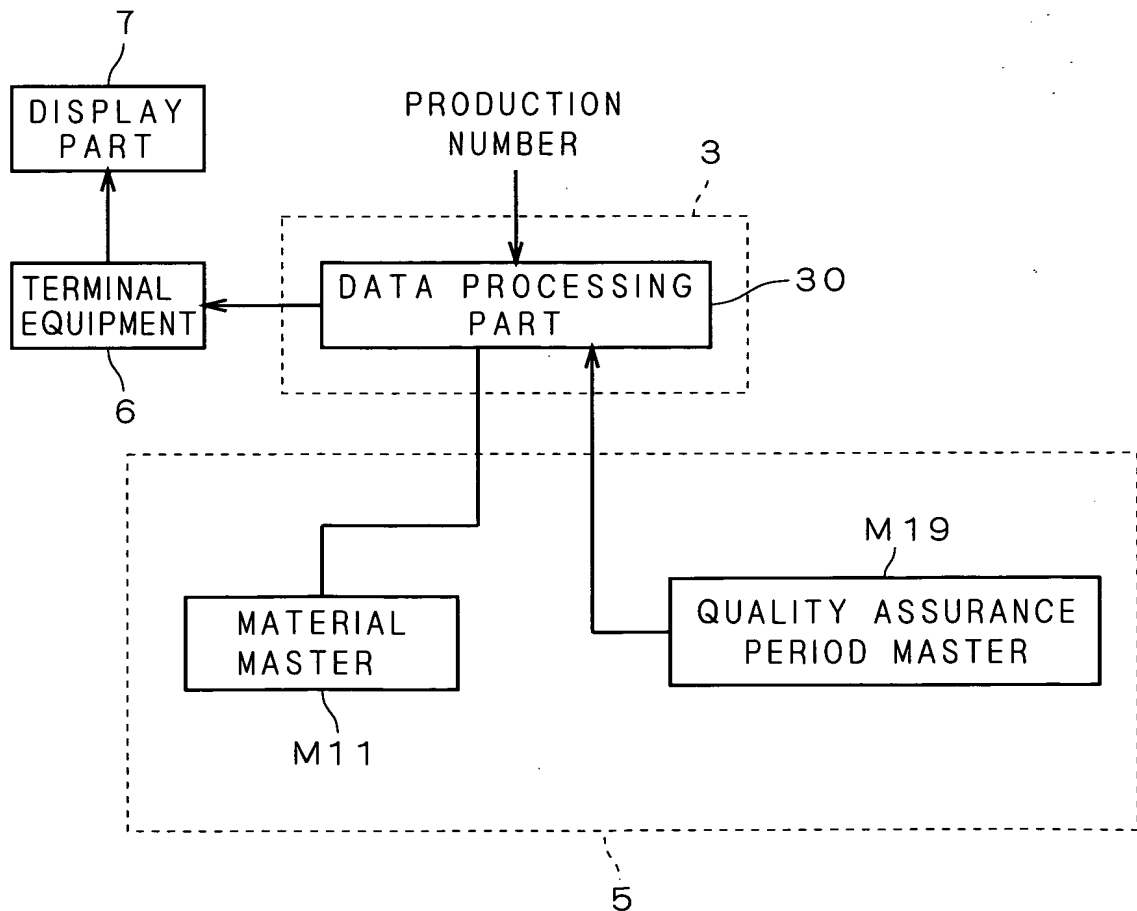 7
DISPLAY
PART
PRODUCTION
NUMBER
3
TERMINAL
EQUIPMENT
6
DATA PROCESSING
PART
30
M19
QUALITY ASSURANCE
PERIOD MASTER
MATERIAL
MASTER
M11
5